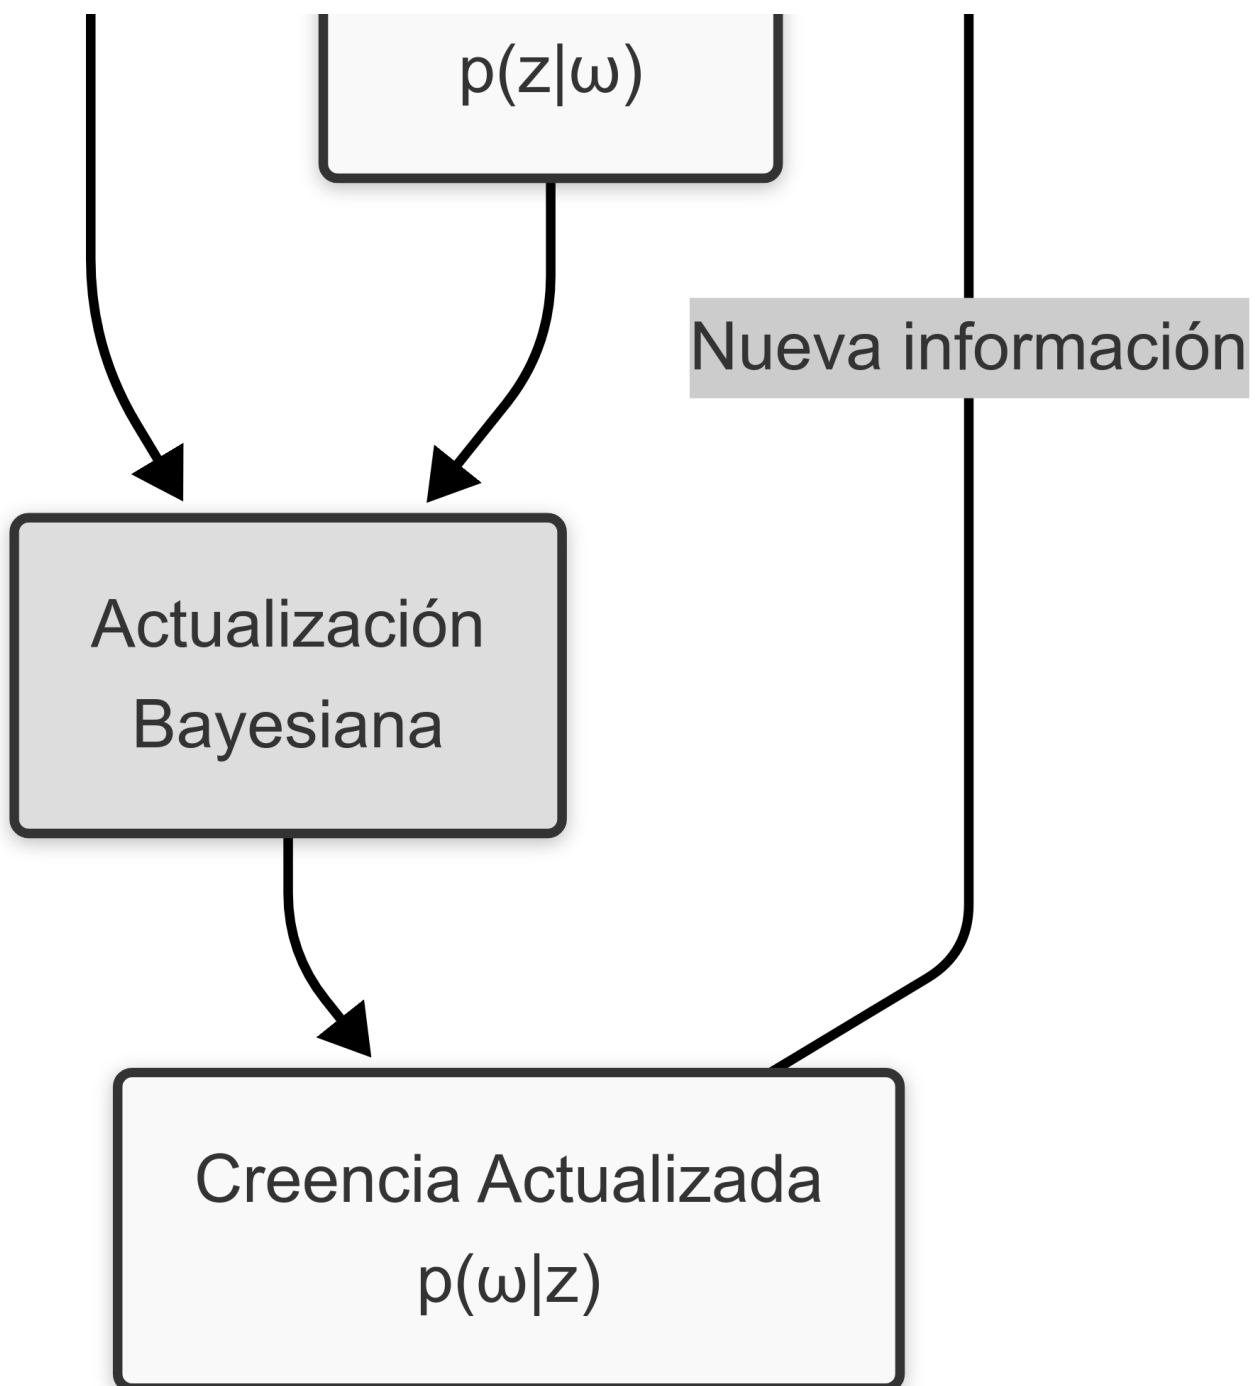 p(z|ω)
Nueva información
Actualización
Bayesiana
Creencia Actualizada
p(ω|z)